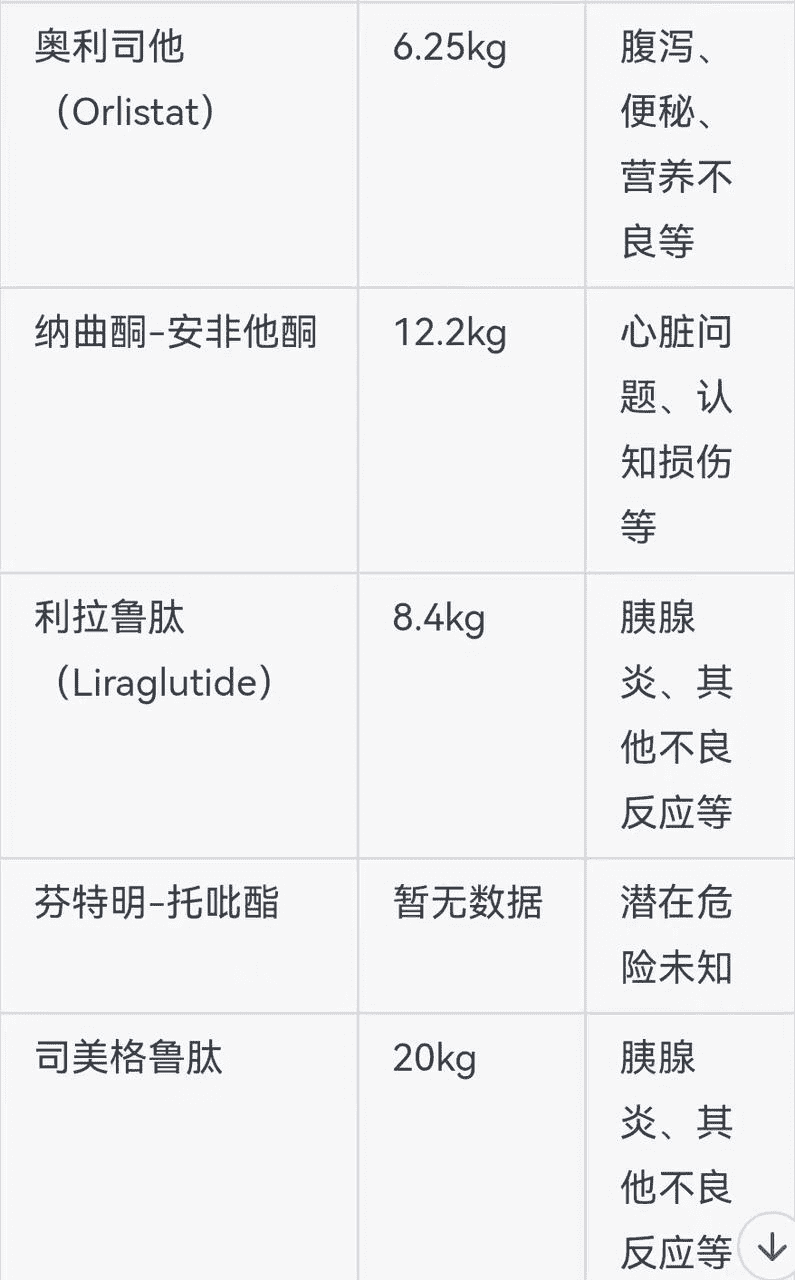 奥利司他 6.25kg 腹泻、
（Orlistat） 便秘、
营养不
良等
纳曲酮-安非他酮 12.2kg 心脏问
题、认
知损伤
等
利拉鲁肽 8.4kg 胰腺
（Liraglutide） 炎、其
他不良
反应等
芬特明-托吡酯 暂无数据 潜在危
险未知
司美格鲁肽 20kg 胰腺
炎、其
他不良
反应等